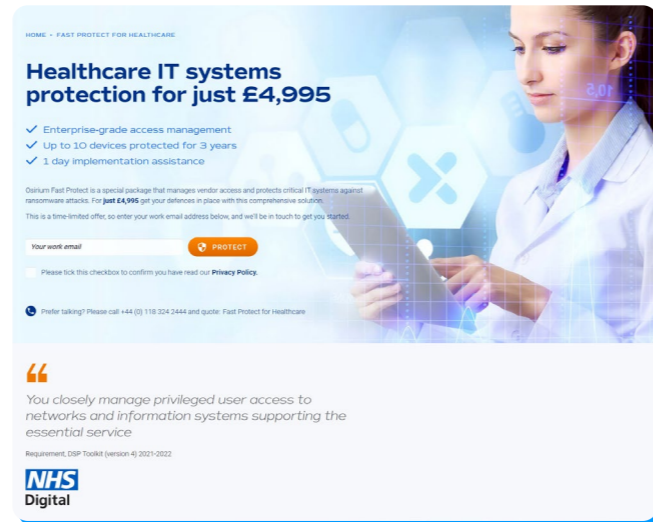 HOME • FAST PROTECT FOR HEALTHCARE
Healthcare IT systems
protection for just £4,995
Enterprise-grade access management
Up to 10 devices protected for 3 years
1 day implementation assistance
Osirium Fast Protect is a special package that manages vendor access and protects critical IT systems against
ransomware attacks. For just £4,995 get your defences in place with this comprehensive solution.
This is a time-limited offer, so enter your work email address below, and we'll be in touch to get you started.
Your work email
PROTECT
Please tick this checkbox to confirm you have read our Privacy Policy.
Prefer talking? Please call +44 (0) 118 324 2444 and quote: Fast Protect for Healthcare
“
You closely manage privileged user access to
networks and information systems supporting the
essential service
Requirement, DSP Toolkit (version 4) 2021-2022
NHS
Digital